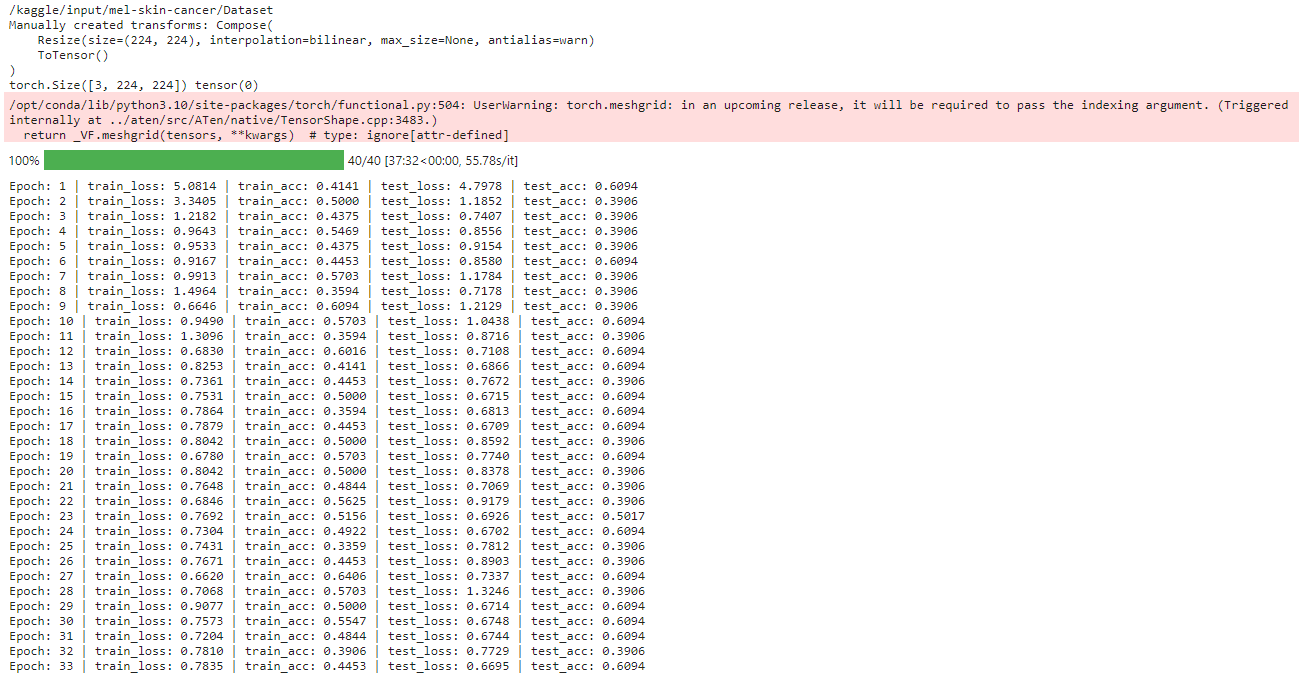 /kaggle/input/mel-skin-cancer/Dataset
Manually created transforms: Compose(
    Resize(size=(224, 224), interpolation=bilinear, max_size=None, antialias=warn)
    ToTensor()
)
torch.Size([3, 224, 224]) tensor(0)
/opt/conda/lib/python3.10/site-packages/torch/functional.py:504: UserWarning: torch.meshgrid: in an upcoming release, it will be required to pass the indexing argument. (Triggered
internally at ../aten/src/ATen/native/TensorShape.cpp:3483.)
  return _VF.meshgrid(tensors, **kwargs)  # type: ignore[attr-defined]
100% 40/40 [37:32<00:00, 55.78s/it]
Epoch: 1 | train_loss: 5.0814 | train_acc: 0.4141 | test_loss: 4.7978 | test_acc: 0.6094
Epoch: 2 | train_loss: 3.3405 | train_acc: 0.5000 | test_loss: 1.1852 | test_acc: 0.3906
Epoch: 3 | train_loss: 1.2182 | train_acc: 0.4375 | test_loss: 0.7407 | test_acc: 0.3906
Epoch: 4 | train_loss: 0.9643 | train_acc: 0.5469 | test_loss: 0.8556 | test_acc: 0.3906
Epoch: 5 | train_loss: 0.9533 | train_acc: 0.4375 | test_loss: 0.9154 | test_acc: 0.3906
Epoch: 6 | train_loss: 0.9167 | train_acc: 0.4453 | test_loss: 0.8580 | test_acc: 0.6094
Epoch: 7 | train_loss: 0.9913 | train_acc: 0.5703 | test_loss: 1.1784 | test_acc: 0.3906
Epoch: 8 | train_loss: 1.4964 | train_acc: 0.3594 | test_loss: 0.7178 | test_acc: 0.3906
Epoch: 9 | train_loss: 0.6646 | train_acc: 0.6094 | test_loss: 1.2129 | test_acc: 0.3906
Epoch: 10 | train_loss: 0.9490 | train_acc: 0.5703 | test_loss: 1.0438 | test_acc: 0.6094
Epoch: 11 | train_loss: 1.3096 | train_acc: 0.3594 | test_loss: 0.8716 | test_acc: 0.3906
Epoch: 12 | train_loss: 0.6830 | train_acc: 0.6016 | test_loss: 0.7108 | test_acc: 0.6094
Epoch: 13 | train_loss: 0.8253 | train_acc: 0.4141 | test_loss: 0.6866 | test_acc: 0.6094
Epoch: 14 | train_loss: 0.7361 | train_acc: 0.4453 | test_loss: 0.7672 | test_acc: 0.3906
Epoch: 15 | train_loss: 0.7531 | train_acc: 0.5000 | test_loss: 0.6715 | test_acc: 0.6094
Epoch: 16 | train_loss: 0.7864 | train_acc: 0.3594 | test_loss: 0.6813 | test_acc: 0.6094
Epoch: 17 | train_loss: 0.7879 | train_acc: 0.4453 | test_loss: 0.6709 | test_acc: 0.6094
Epoch: 18 | train_loss: 0.8042 | train_acc: 0.5000 | test_loss: 0.8592 | test_acc: 0.3906
Epoch: 19 | train_loss: 0.6780 | train_acc: 0.5703 | test_loss: 0.7740 | test_acc: 0.6094
Epoch: 20 | train_loss: 0.8042 | train_acc: 0.5000 | test_loss: 0.8378 | test_acc: 0.3906
Epoch: 21 | train_loss: 0.7648 | train_acc: 0.4844 | test_loss: 0.7069 | test_acc: 0.3906
Epoch: 22 | train_loss: 0.6846 | train_acc: 0.5625 | test_loss: 0.9179 | test_acc: 0.3906
Epoch: 23 | train_loss: 0.7692 | train_acc: 0.5156 | test_loss: 0.6926 | test_acc: 0.5017
Epoch: 24 | train_loss: 0.7304 | train_acc: 0.4922 | test_loss: 0.6702 | test_acc: 0.6094
Epoch: 25 | train_loss: 0.7431 | train_acc: 0.3359 | test_loss: 0.7812 | test_acc: 0.3906
Epoch: 26 | train_loss: 0.7671 | train_acc: 0.4453 | test_loss: 0.8903 | test_acc: 0.3906
Epoch: 27 | train_loss: 0.6620 | train_acc: 0.6406 | test_loss: 0.7337 | test_acc: 0.6094
Epoch: 28 | train_loss: 0.7068 | train_acc: 0.5703 | test_loss: 1.3246 | test_acc: 0.3906
Epoch: 29 | train_loss: 0.9077 | train_acc: 0.5000 | test_loss: 0.6714 | test_acc: 0.6094
Epoch: 30 | train_loss: 0.7573 | train_acc: 0.5547 | test_loss: 0.6748 | test_acc: 0.6094
Epoch: 31 | train_loss: 0.7204 | train_acc: 0.4844 | test_loss: 0.6744 | test_acc: 0.6094
Epoch: 32 | train_loss: 0.7810 | train_acc: 0.3906 | test_loss: 0.7729 | test_acc: 0.3906
Epoch: 33 | train_loss: 0.7835 | train_acc: 0.4453 | test_loss: 0.6695 | test_acc: 0.6094